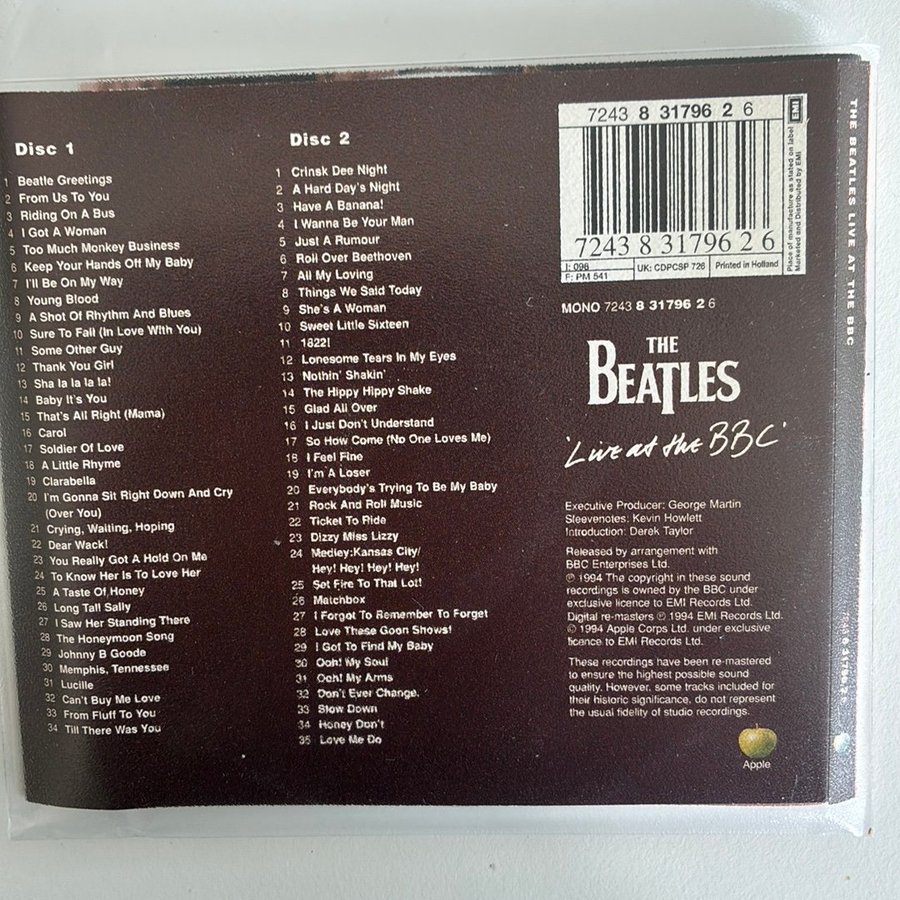 Disc 1
1 Beatle Greetings
2 From Us To You
3 Riding On A Bus
4 I Got A Woman
5 Too Much Monkey Business
6 Keep Your Hands Off My Baby
7 I'll Be On My Way
8 Young Blood
9 A Shot Of Rhythm And Blues
10 Sure To Fall (In Love With You)
11 Some Other Guy
12 Thank You Girl
13 Sha la la la la!
14 Baby It's You
15 That's All Right (Mama)
16 Carol
17 Soldier Of Love
18 A Little Rhyme
19 Clarabella
20 I'm Gonna Sit Right Down And Cry
(Over You)
21 Crying, Waiting, Hoping
22 Dear Wack!
23 You Really Got A Hold On Me
24 To Know Her Is To Love Her
25 A Taste Of Honey
26 Long Tall Sally
27 I Saw Her Standing There
28 The Honeymoon Song
29 Johnny B Goode
30 Memphis, Tennessee
31 Lucille
32 Can't Buy Me Love
33 From Fluff To You
34 Till There Was You
Disc 2
1 Crinsk Dee Night
2 A Hard Day's Night
3 Have A Banana!
4 I Wanna Be Your Man
5 Just A Rumour
6 Roll Over Beethoven
7 All My Loving
8 Things We Said Today
9 She's A Woman
10 Sweet Little Sixteen
11 1822!
12 Lonesome Tears In My Eyes
13 Nothin' Shakin'
14 The Hippy Hippy Shake
15 Glad All Over
16 I Just Don't Understand
17 So How Come (No One Loves Me)
18 I Feel Fine
19 I'm A Loser
20 Everybody's Trying To Be My Baby
21 Rock And Roll Music
22 Ticket To Ride
23 Dizzy Miss Lizzy
24 Medley:Kansas City/
Hey! Hey! Hey! Hey!
25 Set Fire To That Lot!
26 Matchbox
27 I Forgot To Remember To Forget
28 Love These Goon Shows!
29 I Got To Find My Baby
30 Ooh! My Soul
31 Ooh! My Arms
32 Don't Ever Change.
33 Slow Down
34 Honey Don't
35 Love Me Do
7243 8 31796 2 6
7243 8 31796 2 6
I: 098
F: PM 541
UK: CDPCSP 726
Printed in Holland
EMI
Place of manufacture as stated on label
Marketed and Distributed by EMI
MONO 7243 8 31796 2 6
THE
BEATLES
'Live at the BBC'
Executive Producer: George Martin
Sleevenotes: Kevin Howlett
Introduction: Derek Taylor
Released by arrangement with
BBC Enterprises Ltd.
℗ 1994 The copyright in these sound
recordings is owned by the BBC under
exclusive licence to EMI Records Ltd.
Digital re-masters ℗ 1994 EMI Records Ltd.
© 1994 Apple Corps Ltd. under exclusive
licence to EMI Records Ltd.
These recordings have been re-mastered
to ensure the highest possible sound
quality. However, some tracks included for
their historic significance, do not represent
the usual fidelity of studio recordings.
Apple
THE BEATLES LIVE AT THE BBC